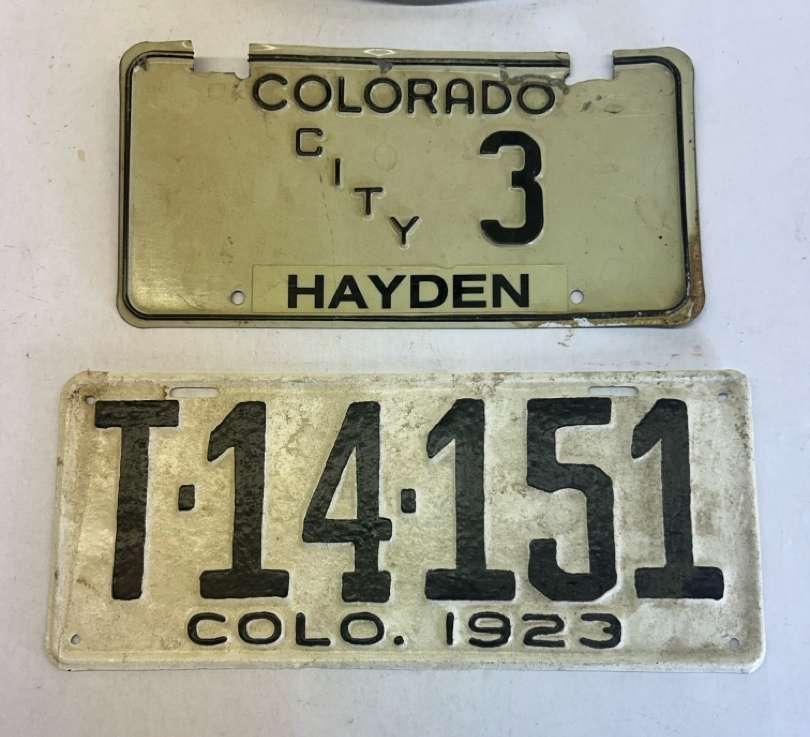 COLORADO
CITY 3
HAYDEN
T·14·151
COLO. 1923